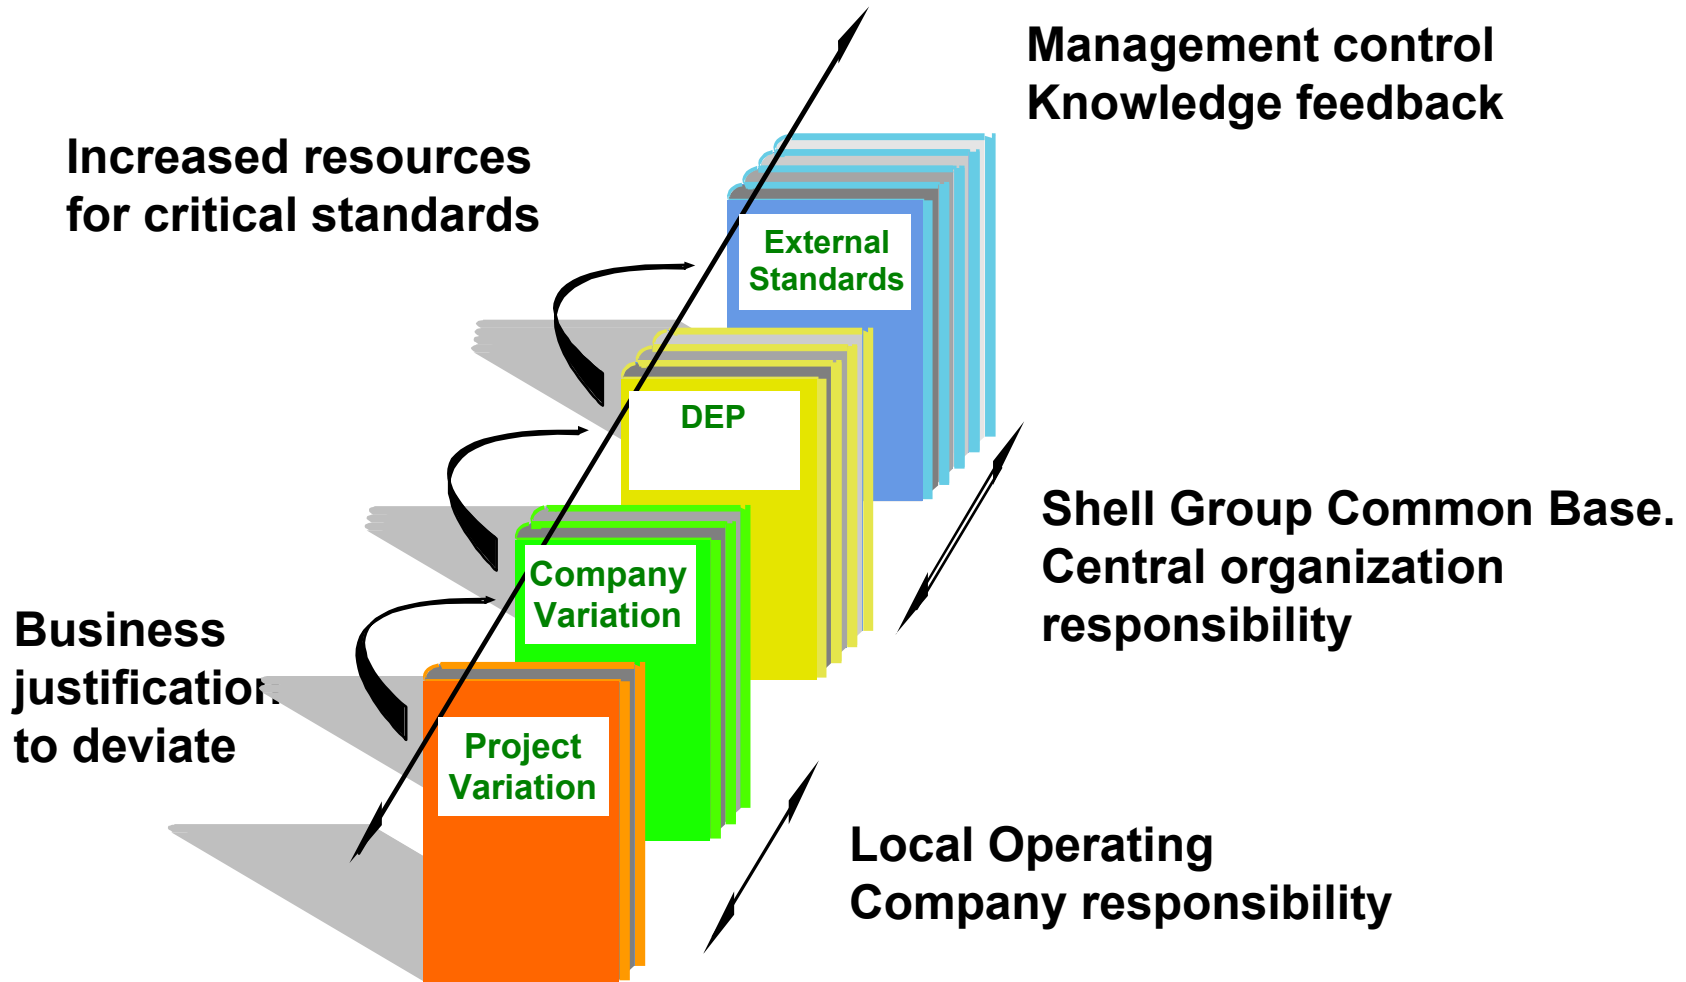 Management control
Knowledge feedback
Increased resources
for critical standards
External
Standards
DEP
Shell Group Common Base.
Central organization
responsibility
Company
Variation
Business
justification
to deviate
Project
Variation
Local Operating
Company responsibility